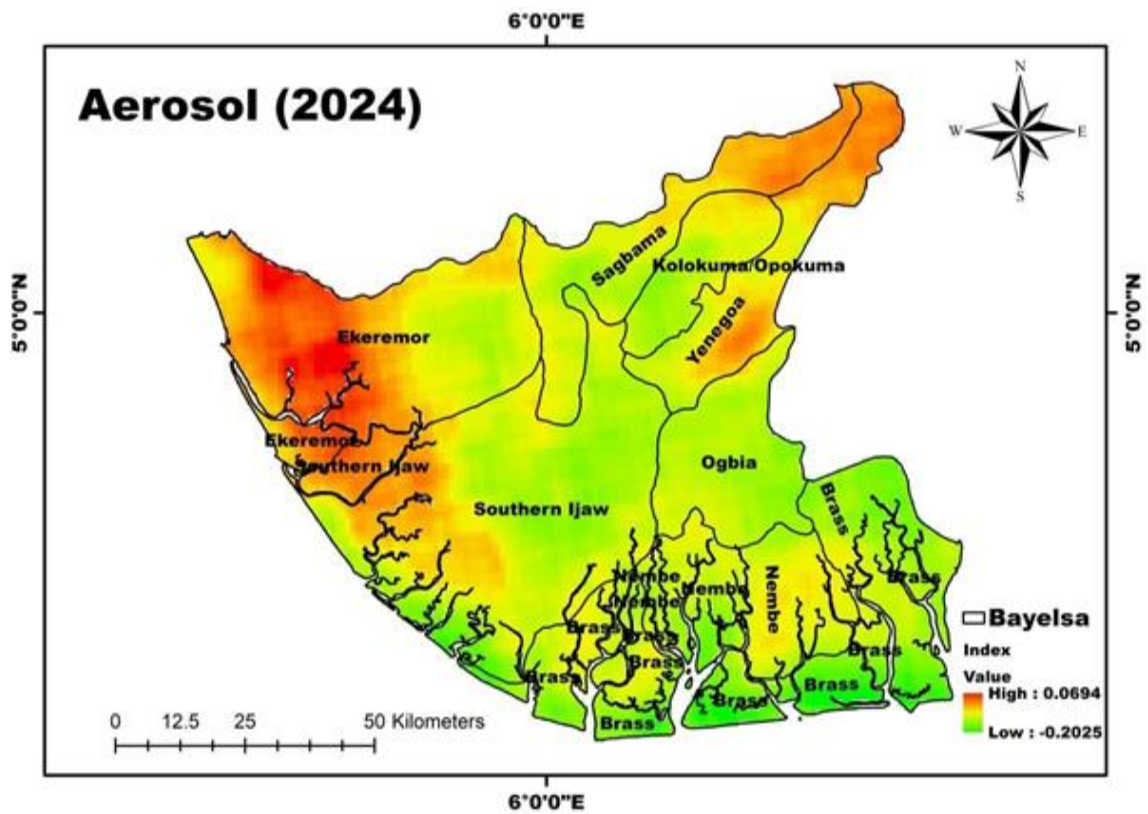 6°0'0"E
Aerosol (2024)
N
W
E
S
5°0'0"N
5°0'0"N
Sagbama
Kolokuma/Opokuma
Yenegoa
Ekeremor
Ekeremor
Southern Ijaw
Ogbia
Southern Ijaw
Brass
Nembe
Nembe
Nembe
Nembe
Brass
Brass
Brass
Brass
Brass
Brass
Brass
Brass
Brass
Bayelsa
Index
Value
High : 0.0694
Low : -0.2025
0 12.5 25 50 Kilometers
6°0'0"E